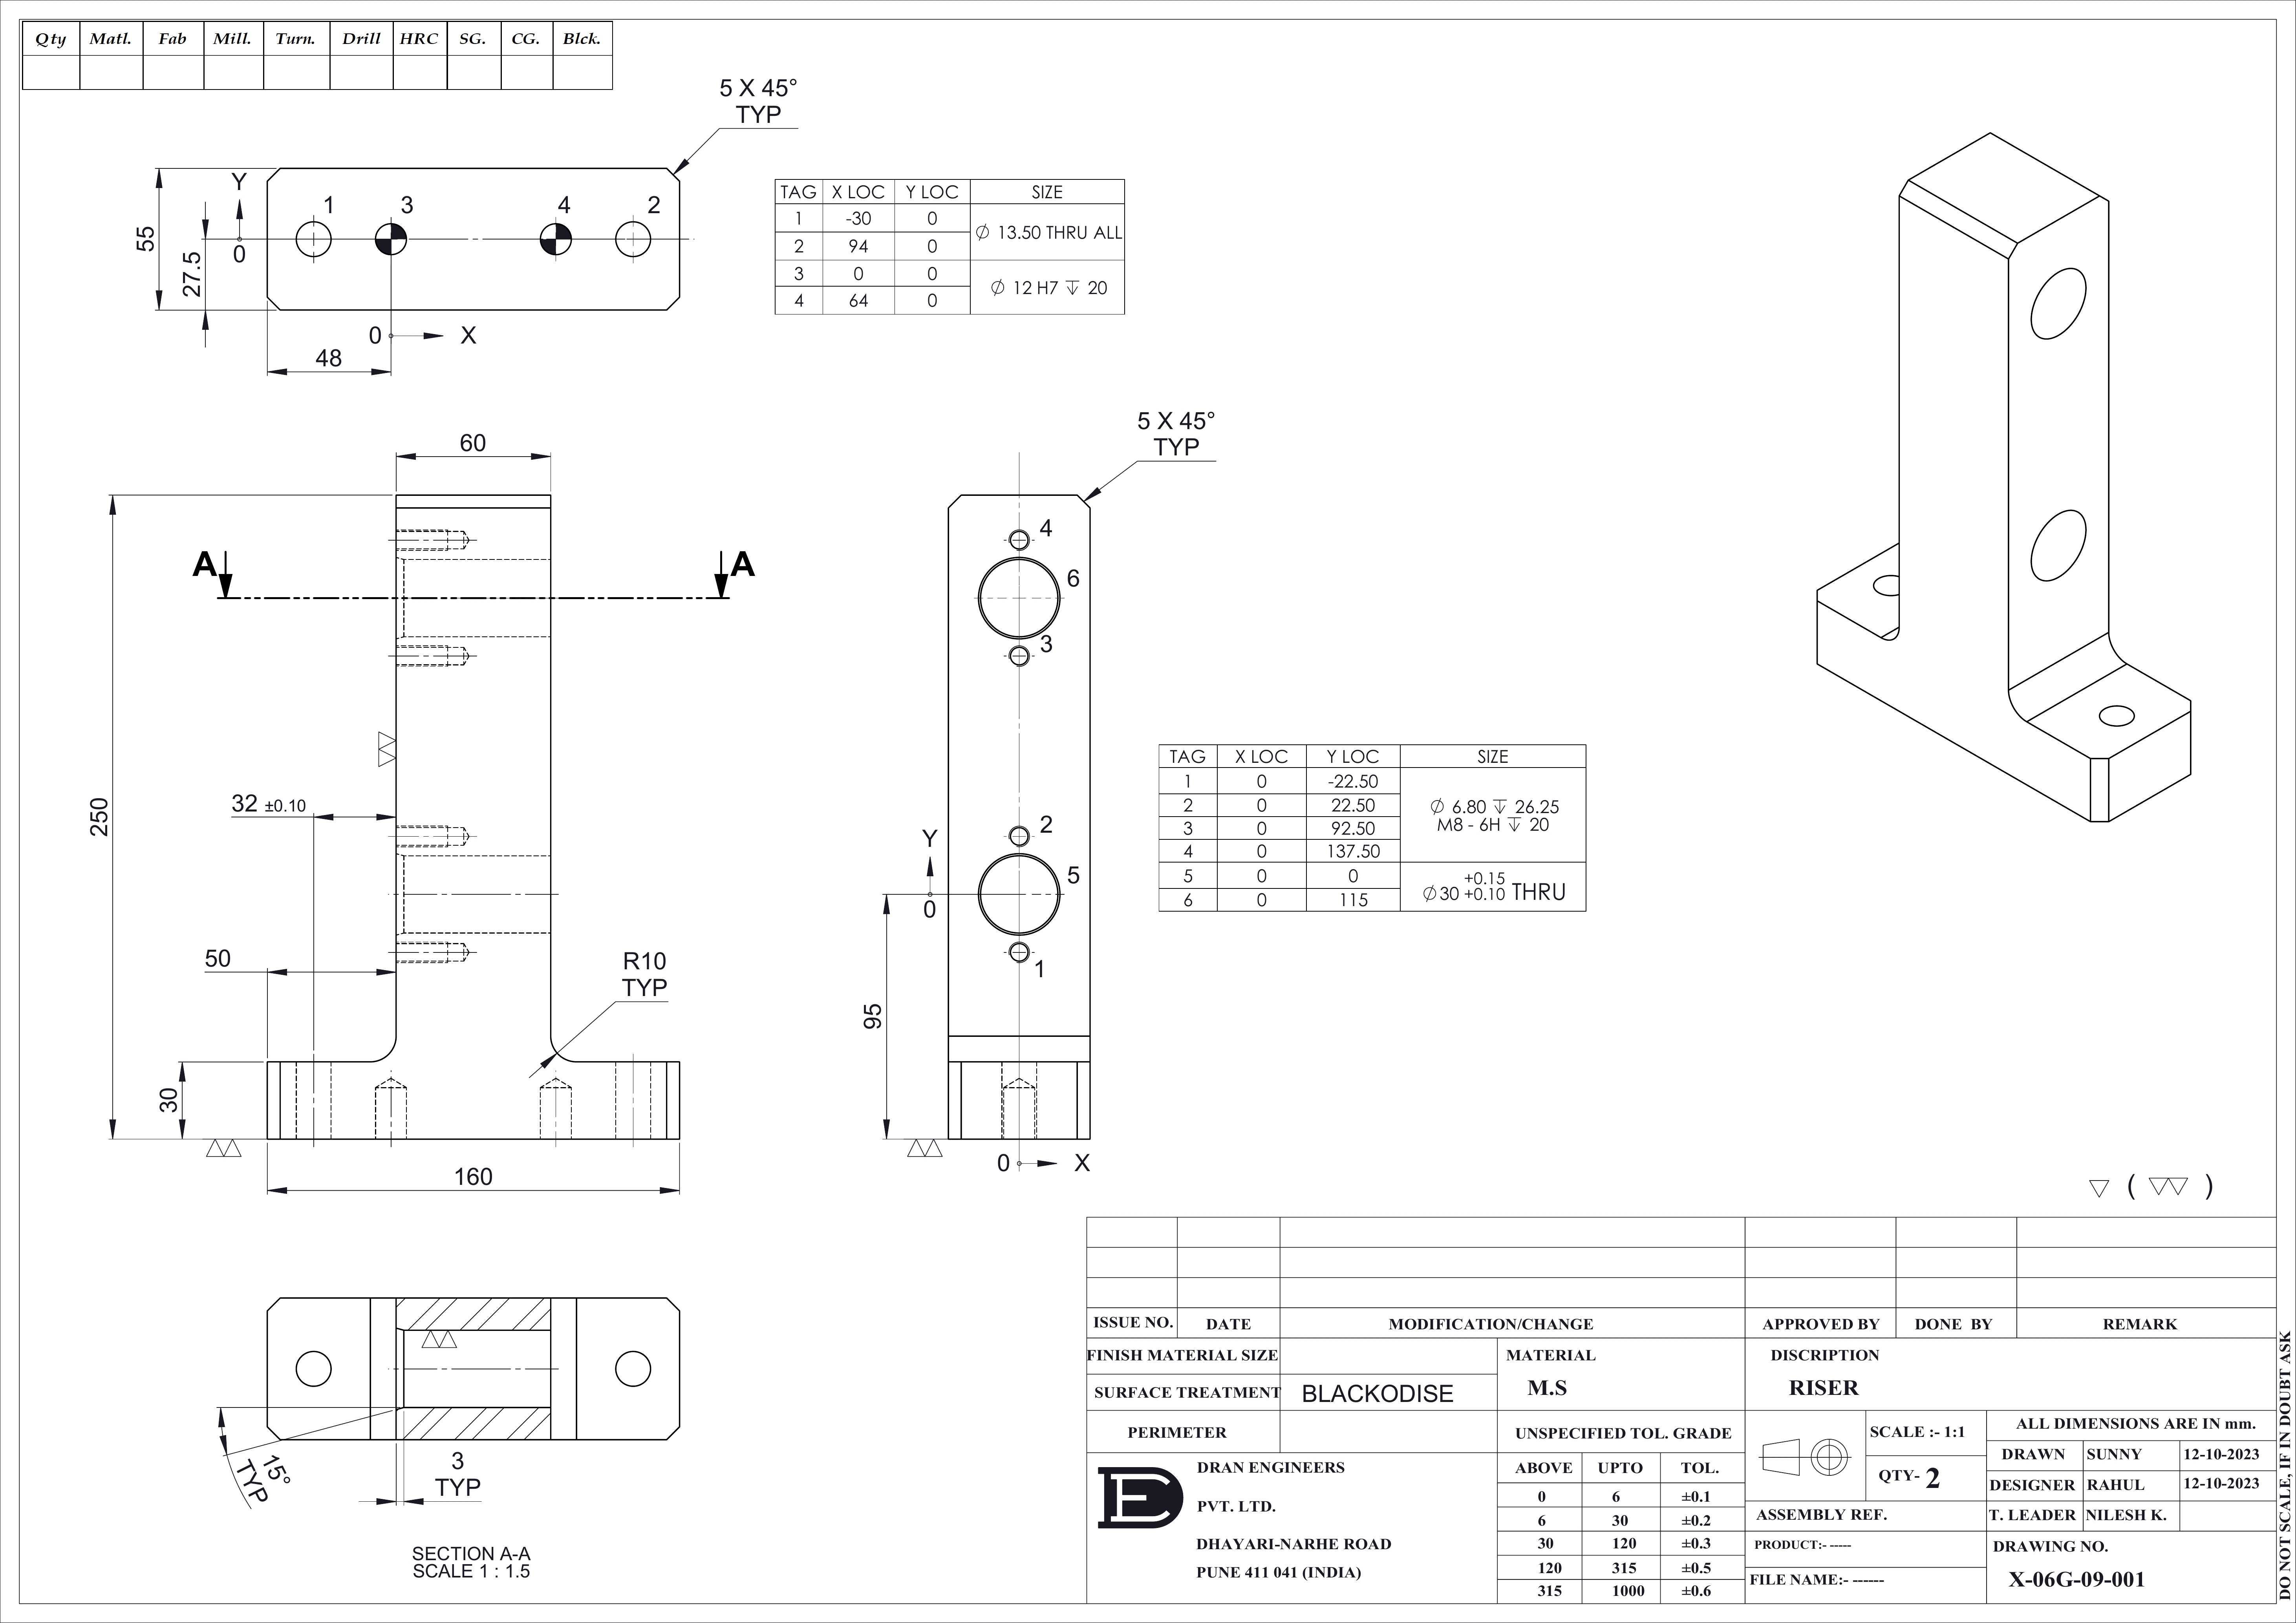 Qty Matl. Fab Mill. Turn. Drill HRC SG. CG. Blck.
5 X 45°
TYP
55
27.5
Y
0
1 3 4 2
0 X
48
TAG X LOC Y LOC SIZE
1 -30 0 ∅ 13.50 THRU ALL
2 94 0
3 0 0 ∅ 12 H7 ↧ 20
4 64 0
60
250
A A
32 ±0.10
50
R10
TYP
30
160
5 X 45°
TYP
4
6
3
2
Y
5
0
1
95
0 X
TAG X LOC Y LOC SIZE
1 0 -22.50
2 0 22.50 ∅ 6.80 ↧ 26.25
3 0 92.50 M8 - 6H ↧ 20
4 0 137.50
5 0 0 ∅30 +0.15 +0.10 THRU
6 0 115
15°
TYP
3
TYP
SECTION A-A
SCALE 1 : 1.5
( )
ISSUE NO. DATE MODIFICATION/CHANGE APPROVED BY DONE BY REMARK
FINISH MATERIAL SIZE
SURFACE TREATMENT BLACKODISE
PERIMETER
MATERIAL
M.S
DISCRIPTION
RISER
UNSPECIFIED TOL. GRADE
ABOVE UPTO TOL.
0 6 ±0.1
6 30 ±0.2
30 120 ±0.3
120 315 ±0.5
315 1000 ±0.6
DE
DRAN ENGINEERS
PVT. LTD.
DHAYARI-NARHE ROAD
PUNE 411 041 (INDIA)
SCALE :- 1:1
QTY- 2
ALL DIMENSIONS ARE IN mm.
DRAWN SUNNY 12-10-2023
DESIGNER RAHUL 12-10-2023
T. LEADER NILESH K.
ASSEMBLY REF.
PRODUCT:- -----
FILE NAME:- ------
DRAWING NO.
X-06G-09-001
DO NOT SCALE, IF IN DOUBT ASK